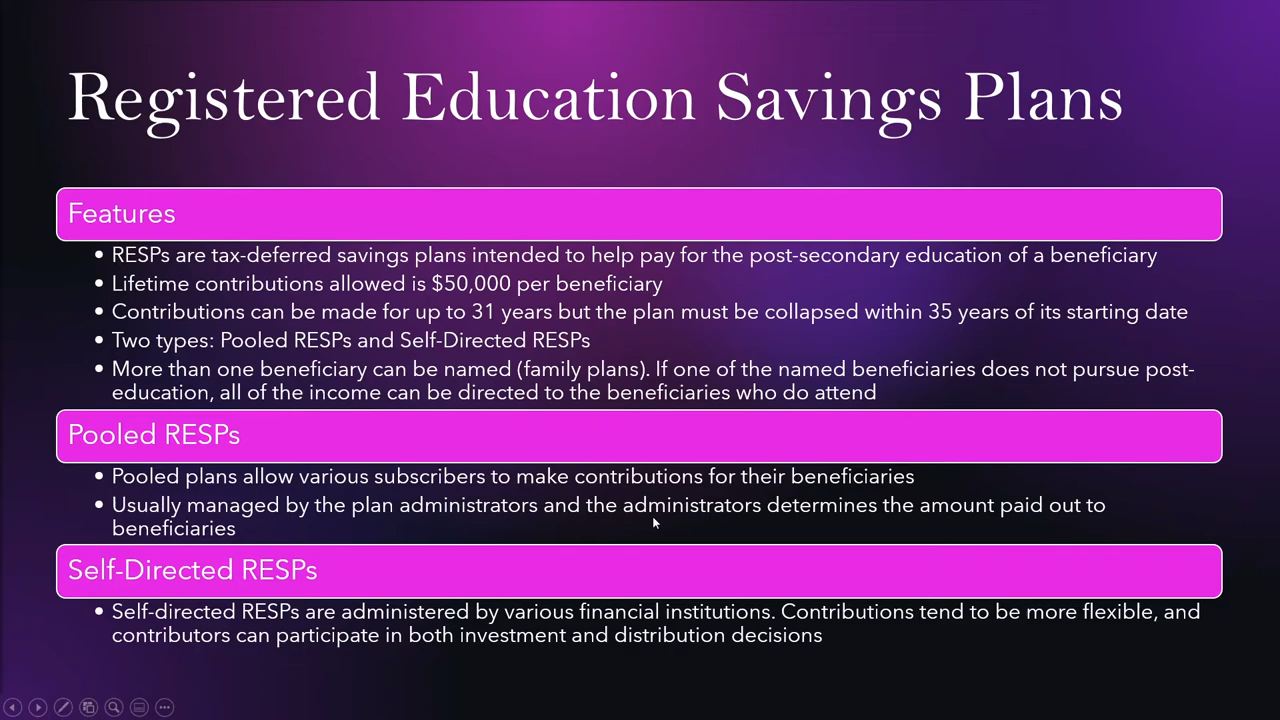 Registered Education Savings Plans
Features
• RESPs are tax-deferred savings plans intended to help pay for the post-secondary education of a beneficiary
• Lifetime contributions allowed is $50,000 per beneficiary
• Contributions can be made for up to 31 years but the plan must be collapsed within 35 years of its starting date
• Two types: Pooled RESPs and Self-Directed RESPs
• More than one beneficiary can be named (family plans). If one of the named beneficiaries does not pursue post-
education, all of the income can be directed to the beneficiaries who do attend
Pooled RESPs
• Pooled plans allow various subscribers to make contributions for their beneficiaries
• Usually managed by the plan administrators and the administrators determines the amount paid out to
beneficiaries
Self-Directed RESPs
• Self-directed RESPs are administered by various financial institutions. Contributions tend to be more flexible, and
contributors can participate in both investment and distribution decisions